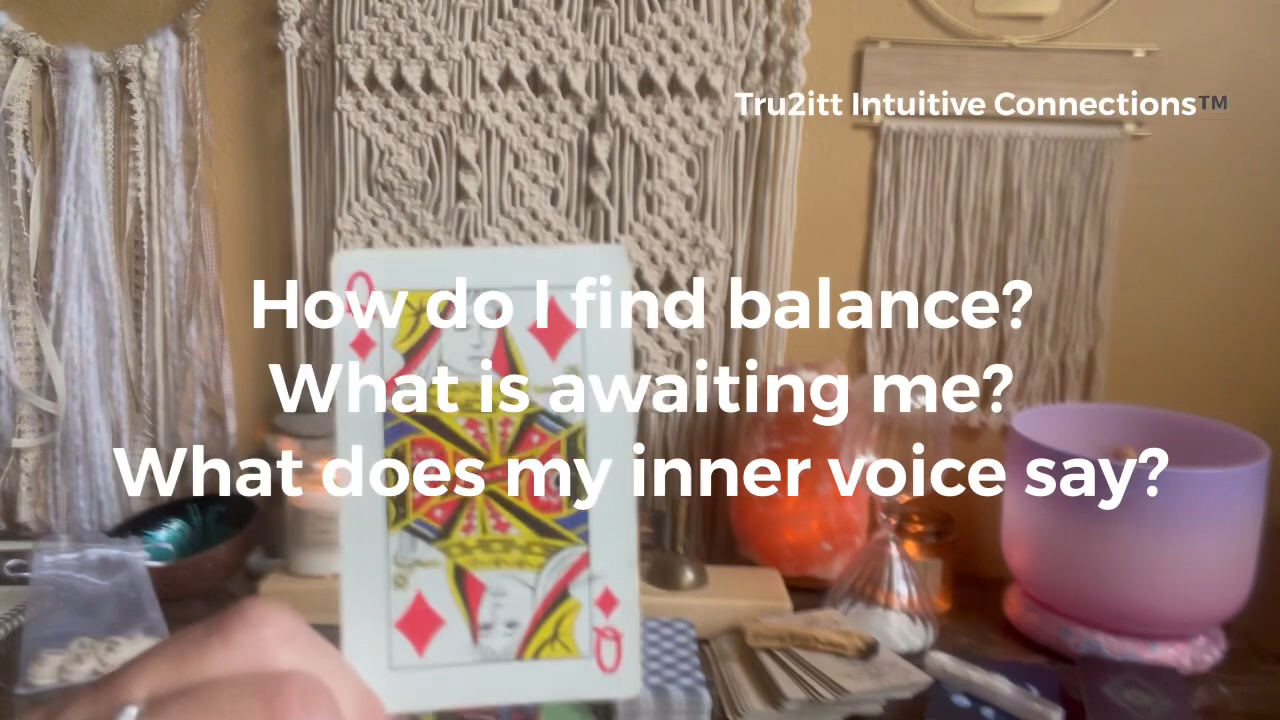 Tru2itt Intuitive Connections™
Q
How do I find balance?
What is awaiting me?
What does my inner voice say?
Q